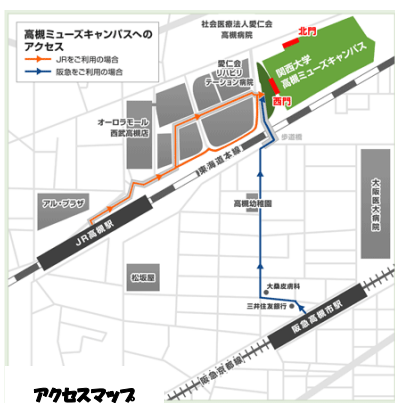 高槻ミューズキャンパスへの
アクセス
JRをご利用の場合
阪急をご利用の場合
社会医療法人愛仁会
高槻病院
北門
関西大学
高槻ミューズキャンパス
西門
愛仁会
リハビリ
テーション病院
オーロラモール
西武高槻店
歩道橋
東海道本線
アル・プラザ
JR高槻駅
高槻幼稚園
大阪医大病院
松坂屋
大桑皮膚科
三井住友銀行
阪急高槻市駅
阪急京都線
アクセスマップ